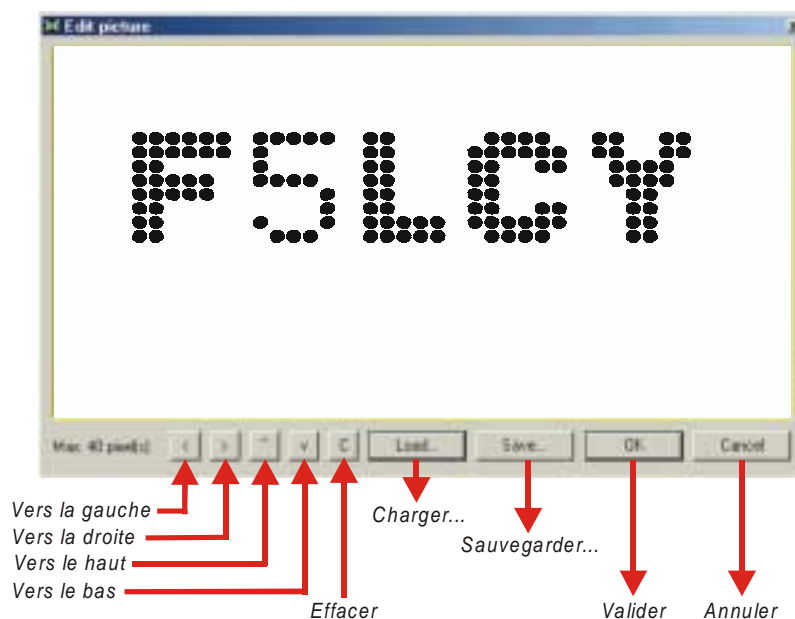 Edit picture
F5LCY
Max. 40 pixel(s) < > ^ v C Load... Save... OK Cancel
Vers la gauche
Vers la droite
Vers le haut
Vers le bas
Charger...
Sauvegarder...
Effacer
Valider
Annuler